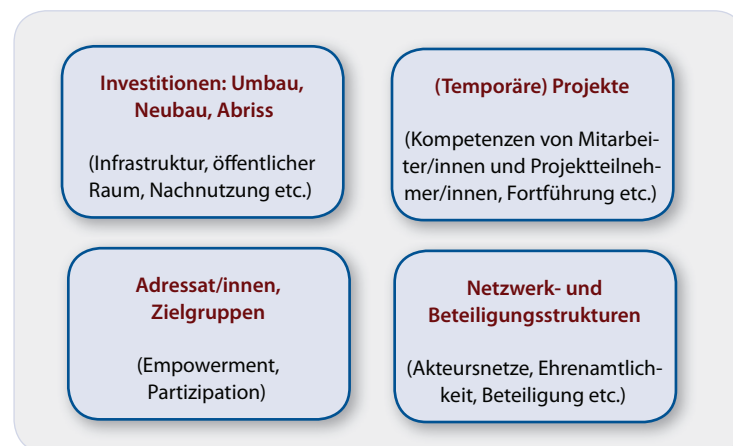 Investitionen: Umbau,
Neubau, Abriss
(Infrastruktur, öffentlicher
Raum, Nachnutzung etc.)
(Temporäre) Projekte
(Kompetenzen von Mitarbei-
ter/innen und Projektteilneh-
mer/innen, Fortführung etc.)
Adressat/innen,
Zielgruppen
(Empowerment,
Partizipation)
Netzwerk- und
Beteiligungsstrukturen
(Akteursnetze, Ehrenamtlich-
keit, Beteiligung etc.)